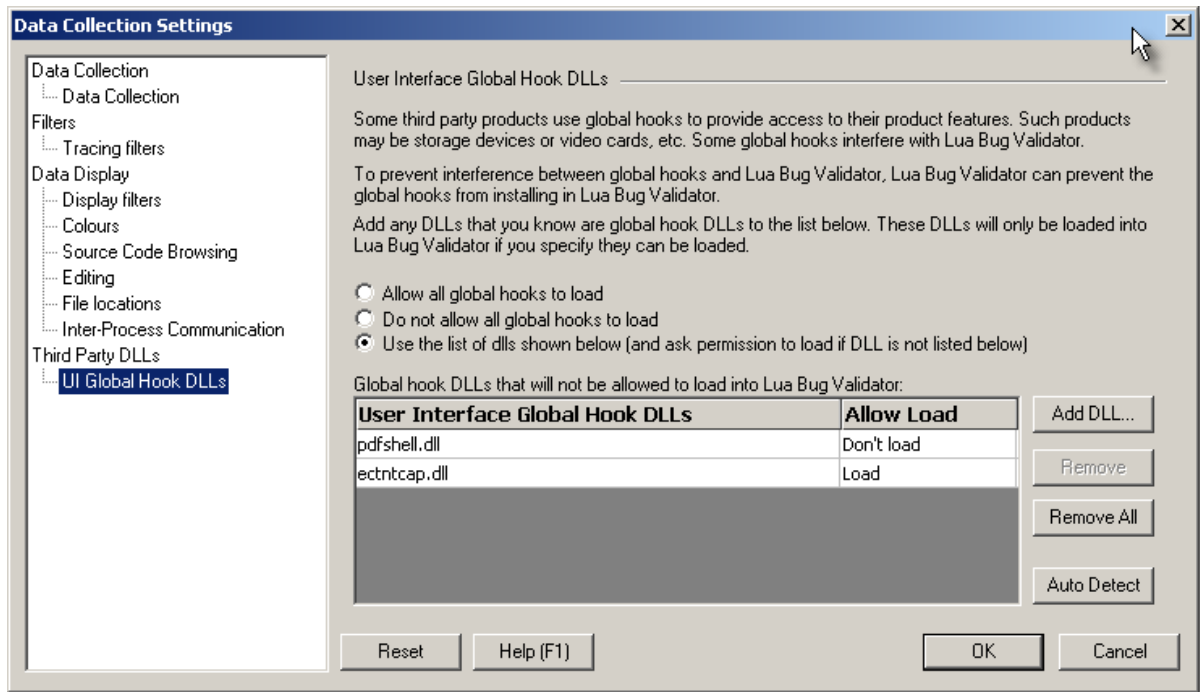 Data Collection Settings
Data Collection
Data Collection
Filters
Tracing filters
Data Display
Display filters
Colours
Source Code Browsing
Editing
File locations
Inter-Process Communication
Third Party DLLs
UI Global Hook DLLs
User Interface Global Hook DLLs
Some third party products use global hooks to provide access to their product features. Such products
may be storage devices or video cards, etc. Some global hooks interfere with Lua Bug Validator.
To prevent interference between global hooks and Lua Bug Validator, Lua Bug Validator can prevent the
global hooks from installing in Lua Bug Validator.
Add any DLLs that you know are global hook DLLs to the list below. These DLLs will only be loaded into
Lua Bug Validator if you specify they can be loaded.
Allow all global hooks to load
Do not allow all global hooks to load
Use the list of dlls shown below (and ask permission to load if DLL is not listed below)
Global hook DLLs that will not be allowed to load into Lua Bug Validator:
User Interface Global Hook DLLs Allow Load
pdfshell.dll Don't load
ectntcap.dll Load
Add DLL...
Remove
Remove All
Auto Detect
Reset Help (F1) OK Cancel